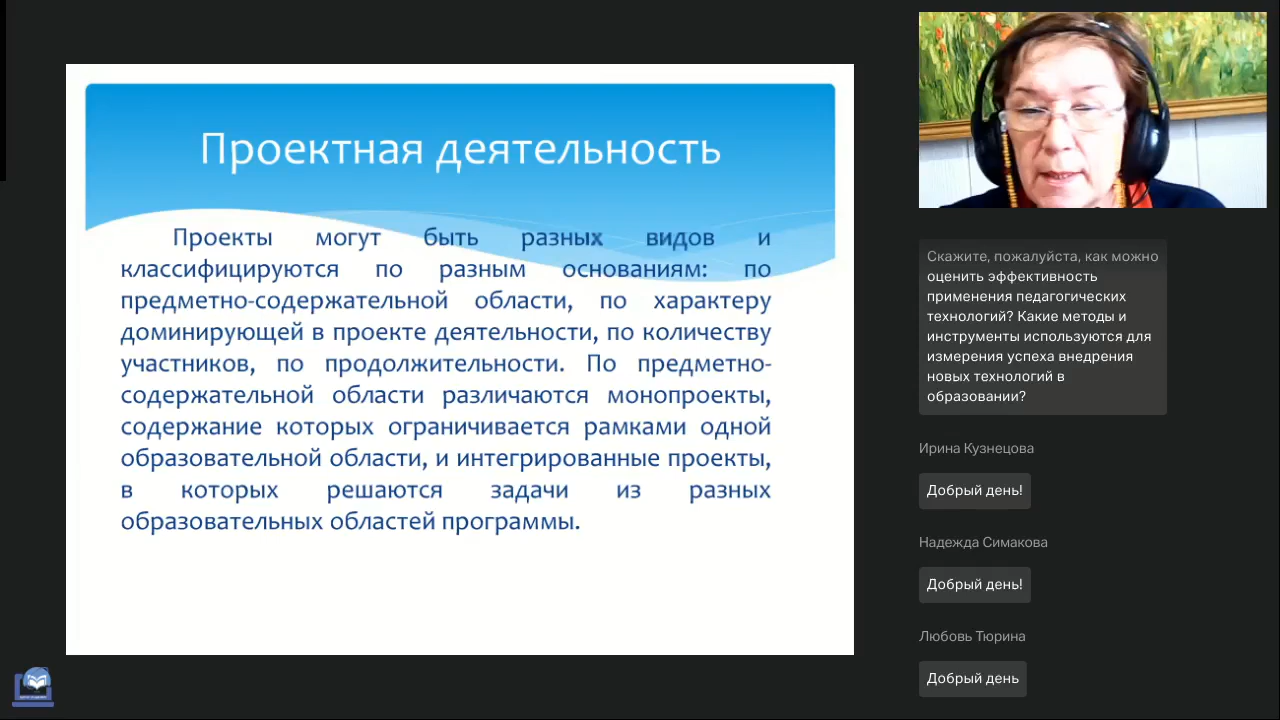 Проектная деятельность
Проекты могут быть разных видов и
классифицируются по разным основаниям: по
предметно-содержательной области, по характеру
доминирующей в проекте деятельности, по количеству
участников, по продолжительности. По предметно-
содержательной области различаются монопроекты,
содержание которых ограничивается рамками одной
образовательной области, и интегрированные проекты,
в которых решаются задачи из разных
образовательных областей программы.
Скажите, пожалуйста, как можно
оценить эффективность
применения педагогических
технологий? Какие методы и
инструменты используются для
измерения успеха внедрения
новых технологий в
образовании?
Ирина Кузнецова
Добрый день!
Надежда Симакова
Добрый день!
Любовь Тюрина
Добрый день